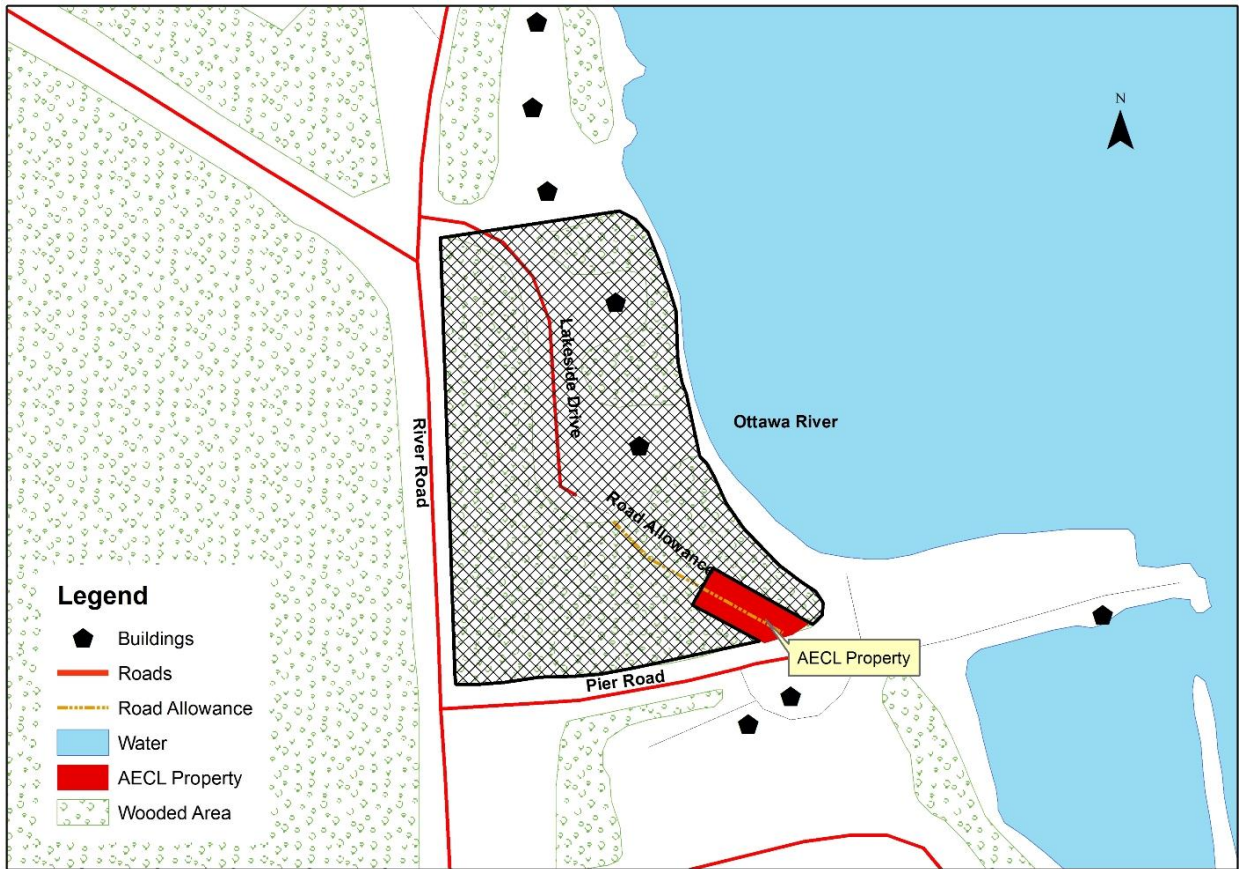 N
Lakeside Drive
River Road
Ottawa River
Road Allowance
AECL Property
Pier Road
Legend
Buildings
Roads
Road Allowance
Water
AECL Property
Wooded Area